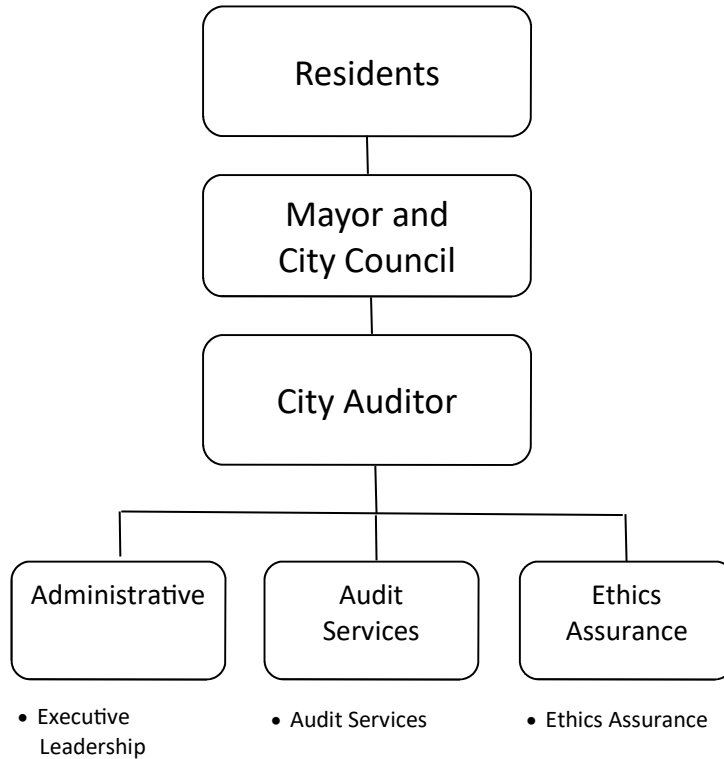 Residents
Mayor and
City Council
City Auditor
Administrative
Audit
Services
Ethics
Assurance
• Executive
Leadership
• Audit Services
• Ethics Assurance